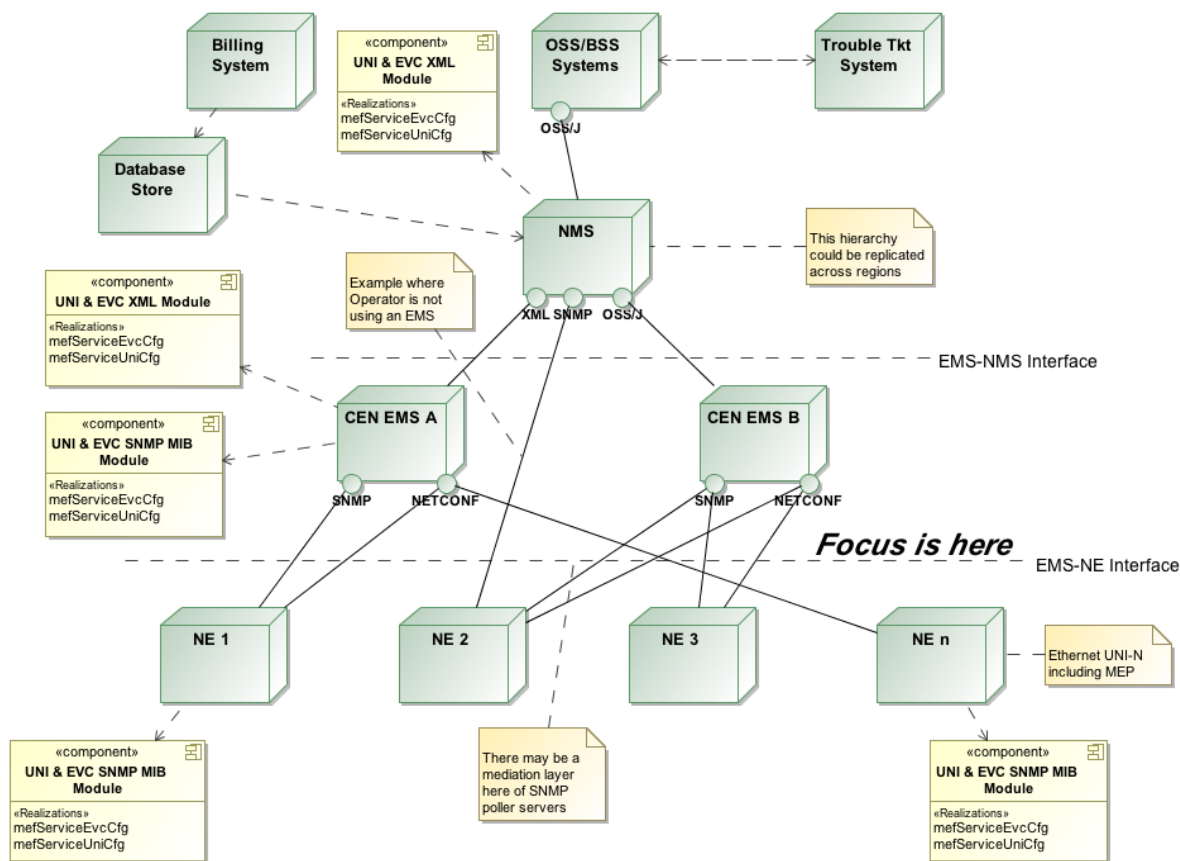 Billing
System
«component»
UNI & EVC XML
Module
«Realizations»
mefServiceEvcCfg
mefServiceUniCfg
OSS/BSS
Systems
Trouble Tkt
System
OSS/J
Database
Store
NMS
This hierarchy
could be replicated
across regions
«component»
UNI & EVC XML Module
«Realizations»
mefServiceEvcCfg
mefServiceUniCfg
Example where
Operator is not
using an EMS
XML SNMP OSS/J
EMS-NMS Interface
CEN EMS A
CEN EMS B
«component»
UNI & EVC SNMP MIB
Module
«Realizations»
mefServiceEvcCfg
mefServiceUniCfg
SNMP
NETCONF
SNMP
NETCONF
Focus is here
EMS-NE Interface
NE 1
NE 2
NE 3
NE n
Ethernet UNI-N
including MEP
«component»
UNI & EVC SNMP MIB
Module
«Realizations»
mefServiceEvcCfg
mefServiceUniCfg
There may be a
mediation layer
here of SNMP
poller servers
«component»
UNI & EVC SNMP MIB
Module
«Realizations»
mefServiceEvcCfg
mefServiceUniCfg